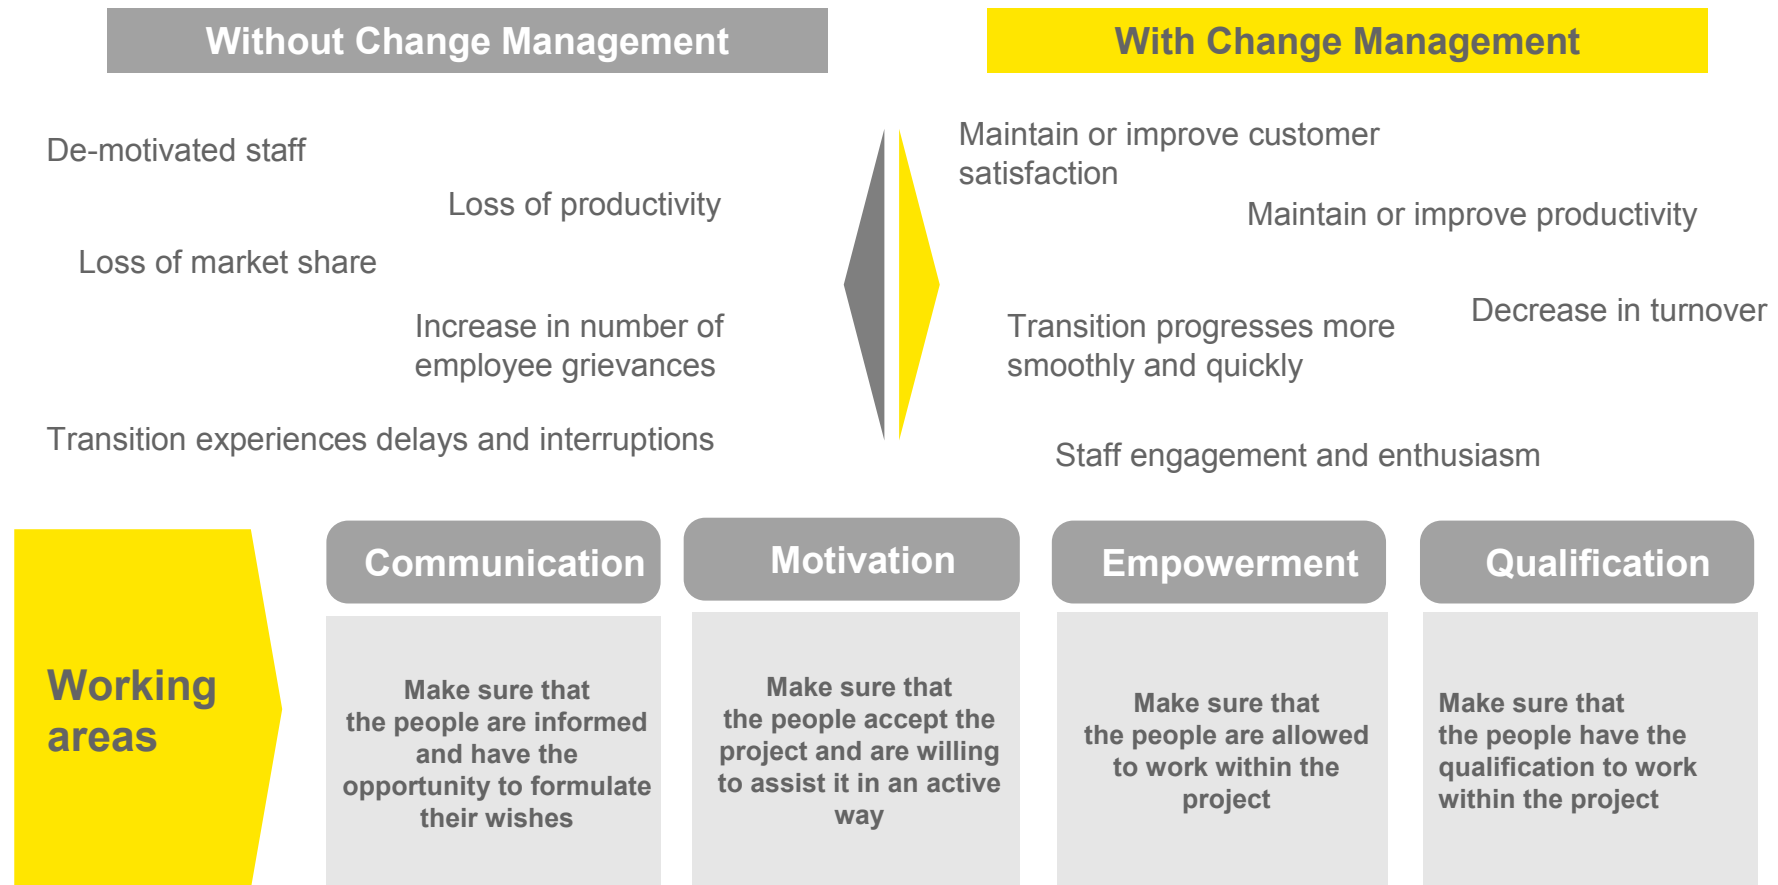 Without Change Management
With Change Management
De-motivated staff
Loss of productivity
Loss of market share
Increase in number of
employee grievances
Transition experiences delays and interruptions
Maintain or improve customer
satisfaction
Maintain or improve productivity
Decrease in turnover
Transition progresses more
smoothly and quickly
Staff engagement and enthusiasm
Working
areas
Communication
Make sure that
the people are informed
and have the
opportunity to formulate
their wishes
Motivation
Make sure that
the people accept the
project and are willing
to assist it in an active
way
Empowerment
Make sure that
the people are allowed
to work within the
project
Qualification
Make sure that
the people have the
qualification to work
within the project